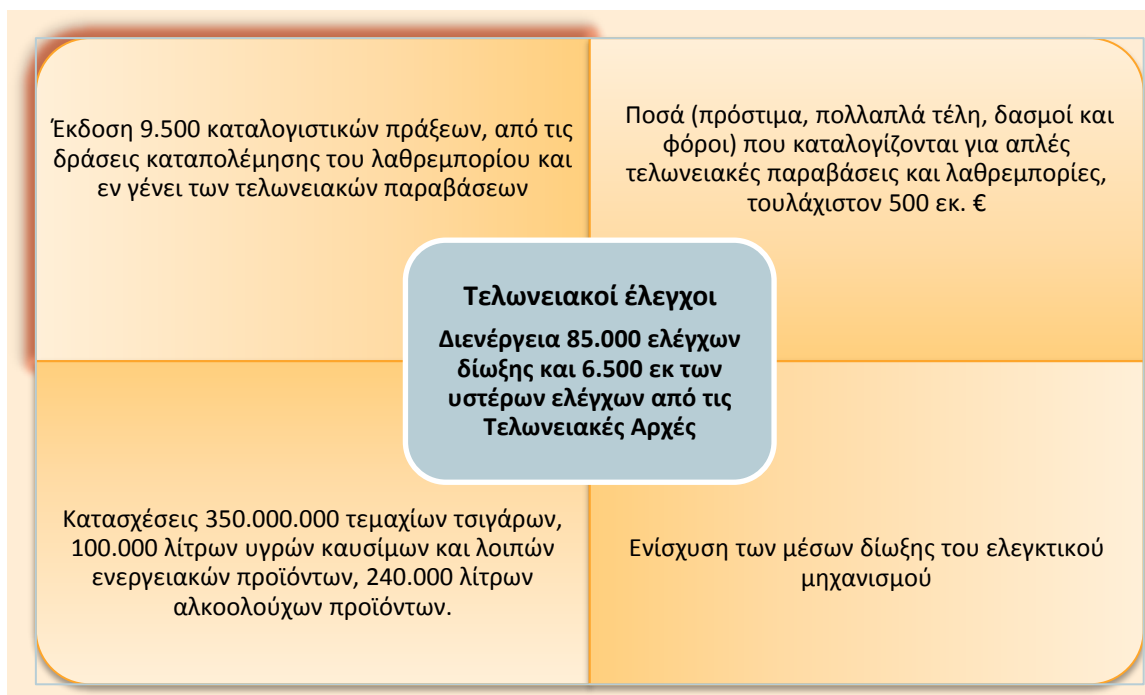 Έκδοση 9.500 καταλογιστικών πράξεων, από τις
δράσεις καταπολέμησης του λαθρεμπορίου και
εν γένει των τελωνειακών παραβάσεων
Ποσά (πρόστιμα, πολλαπλά τέλη, δασμοί και
φόροι) που καταλογίζονται για απλές
τελωνειακές παραβάσεις και λαθρεμπορίες,
τουλάχιστον 500 εκ. €
Τελωνειακοί έλεγχοι
Διενέργεια 85.000 ελέγχων
δίωξης και 6.500 εκ των
υστέρων ελέγχων από τις
Τελωνειακές Αρχές
Κατασχέσεις 350.000.000 τεμαχίων τσιγάρων,
100.000 λίτρων υγρών καυσίμων και λοιπών
ενεργειακών προϊόντων, 240.000 λίτρων
αλκοολούχων προϊόντων.
Ενίσχυση των μέσων δίωξης του ελεγκτικού
μηχανισμού